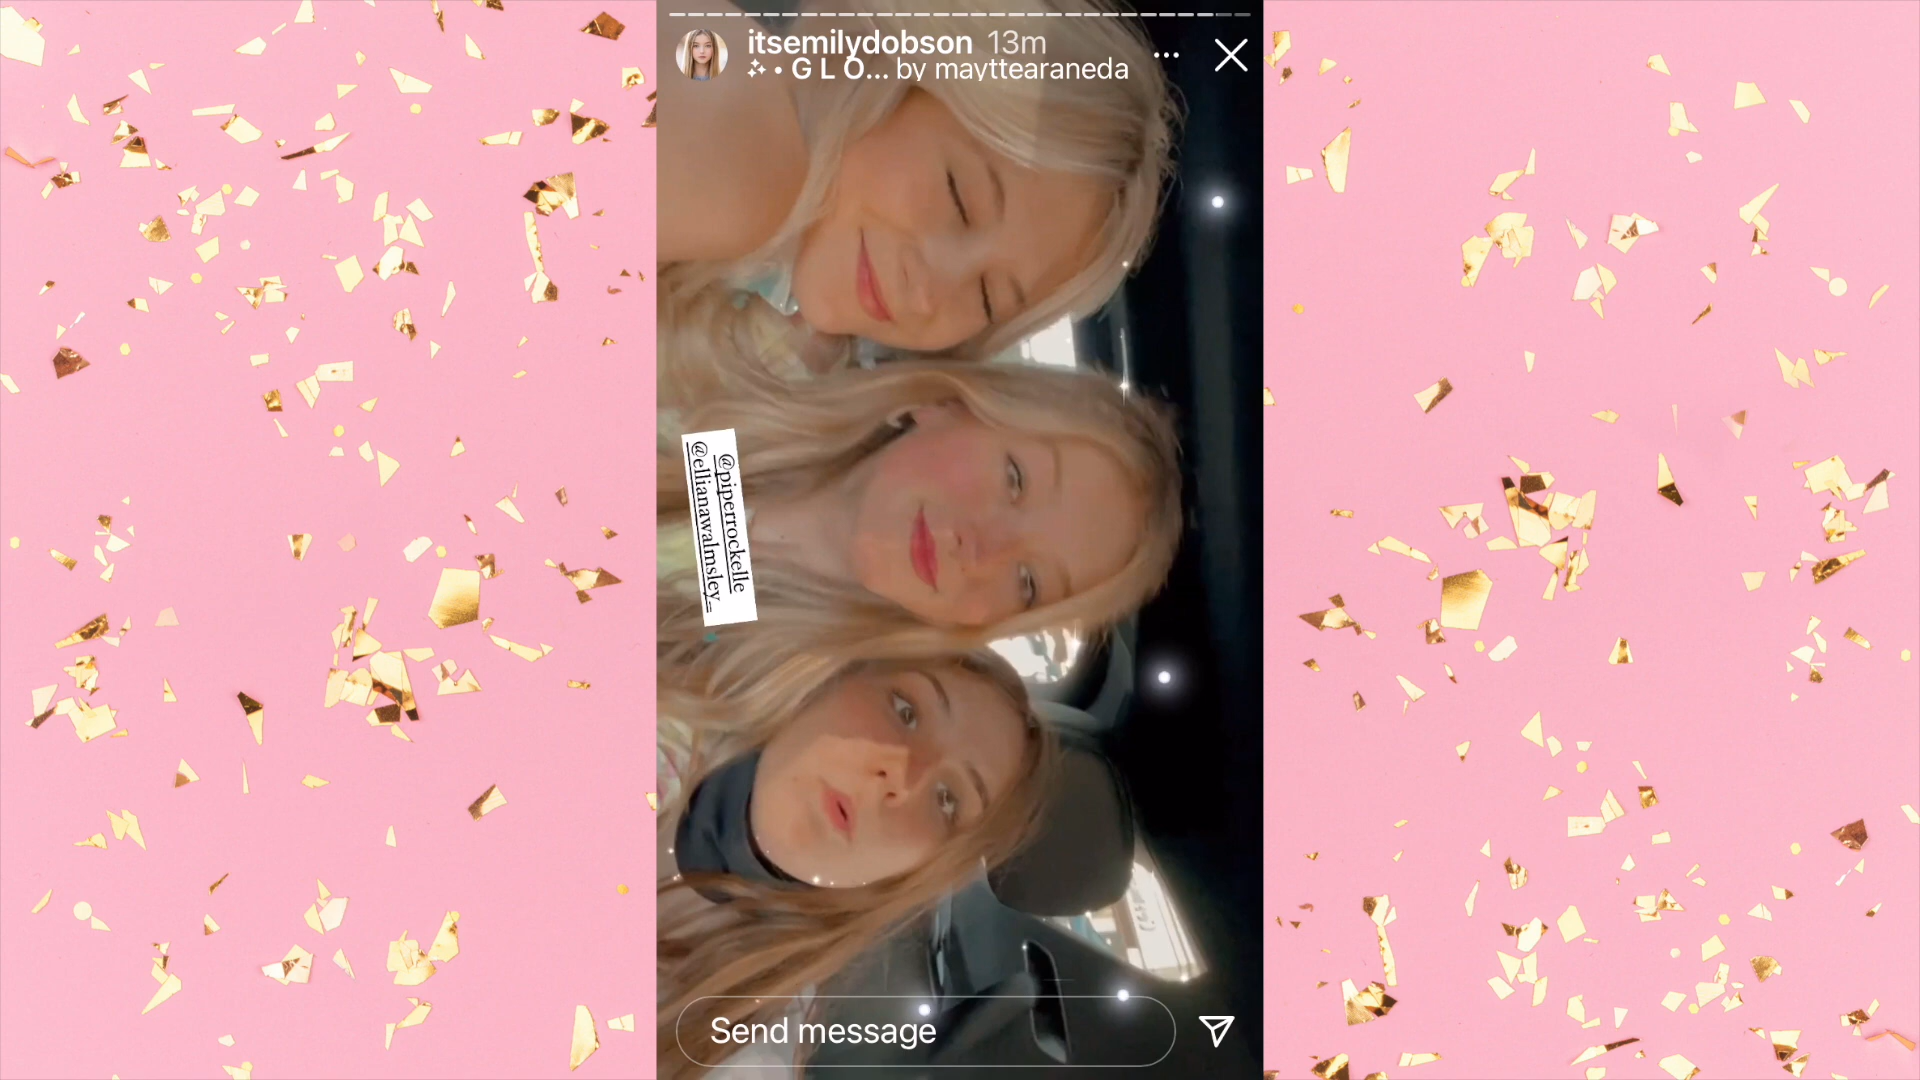 itsemilydobson 13m
• G L O... by mayttearaneda
@piperrockelle
@ellianawalmsley_
Send message